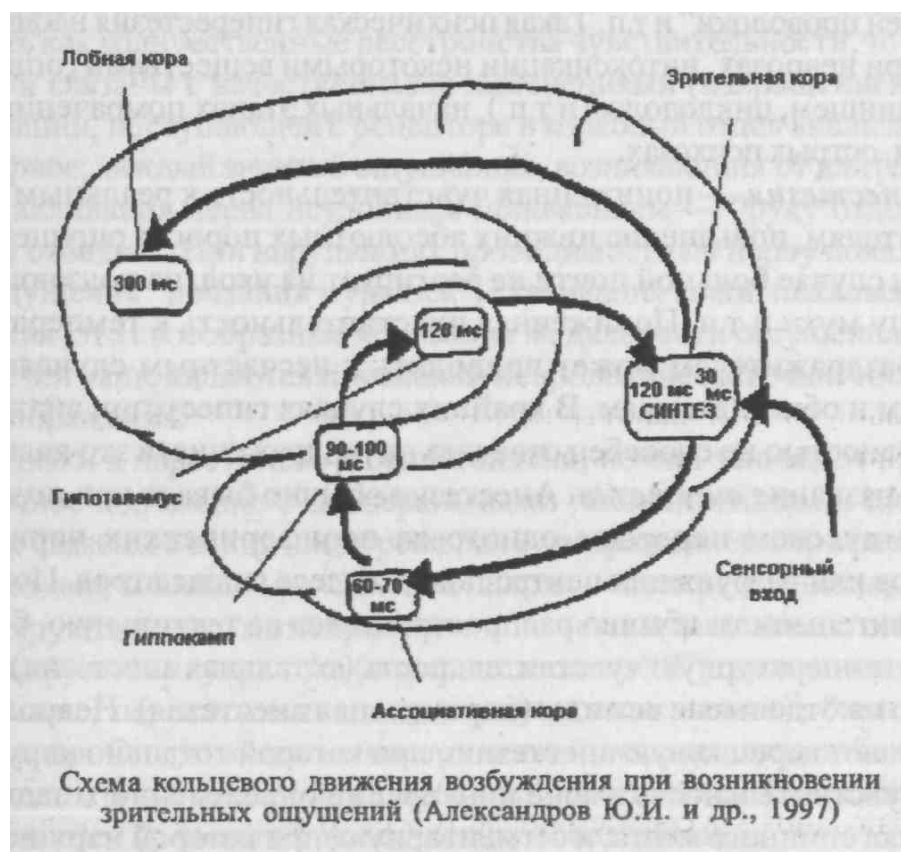 Лобная кора
Зрительная кора
300 мс
120 мс
30
120 мс мс
СИНТЕЗ
90-100
мс
Гипоталамус
60-70
мс
Сенсорный
вход
Гиппокамп
Ассоциативная кора
Схема кольцевого движения возбуждения при возникновении
зрительных ощущений (Александров Ю.И. и др., 1997)